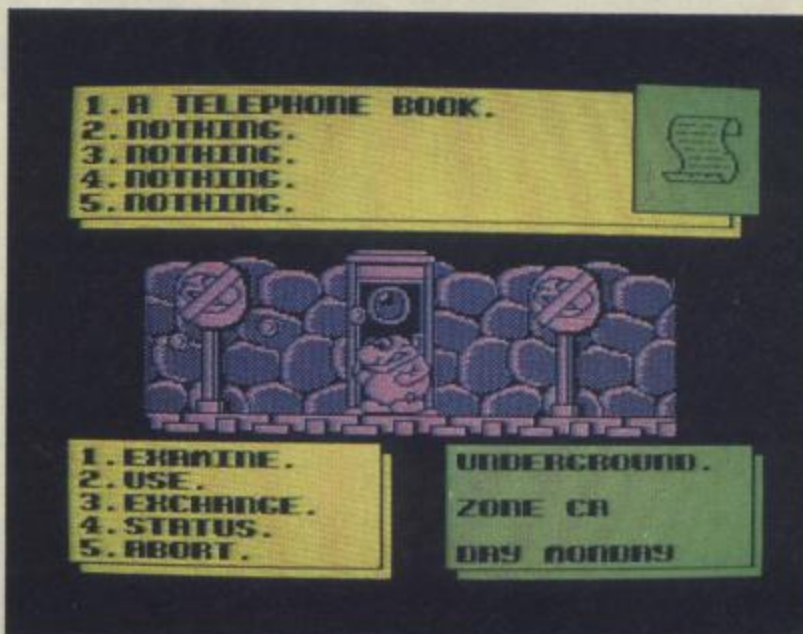 1. A TELEPHONE BOOK.
2. NOTHING.
3. NOTHING.
4. NOTHING.
5. NOTHING.
1. EXAMINE.
2. USE.
3. EXCHANGE.
4. STATUS.
5. ABORT.
UNDERGROUND.
ZONE CA
DAY MONDAY